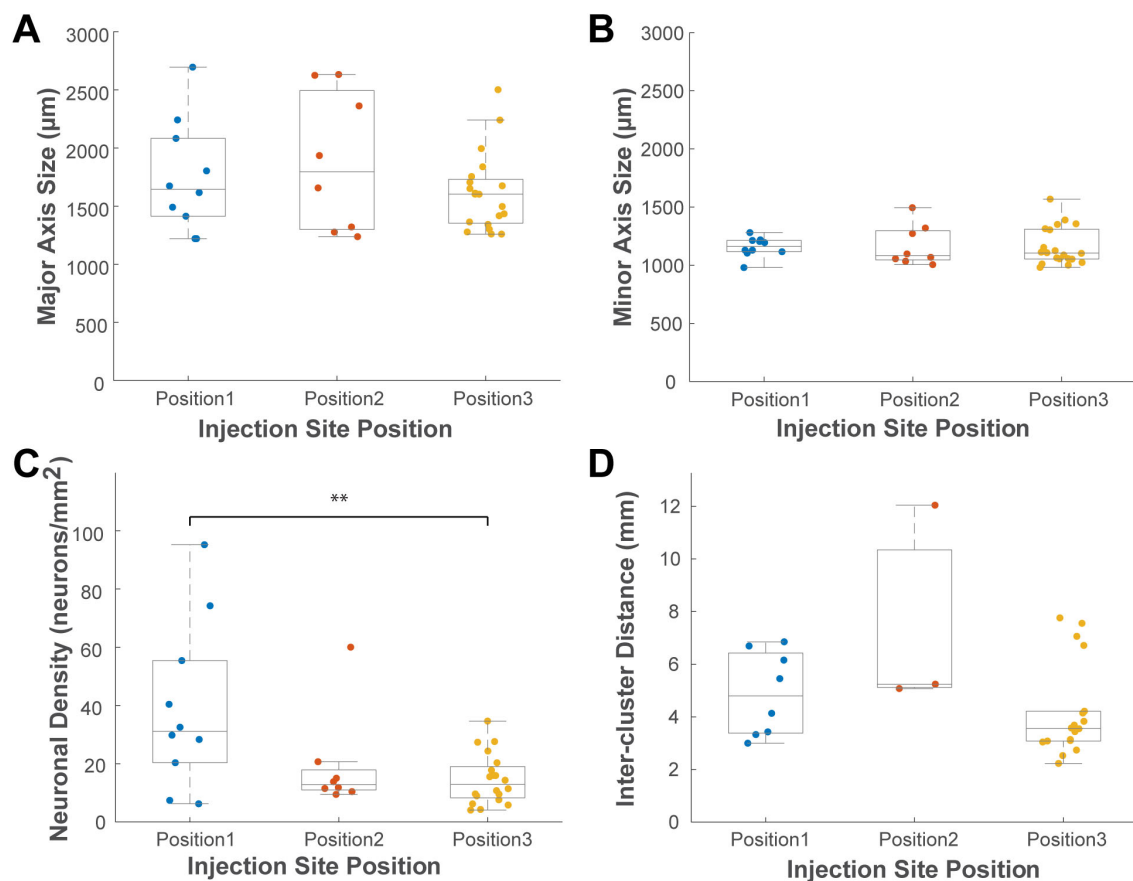 A
3000
2500
2000
1500
1000
500
0
Major Axis Size (µm)
Position1
Position2
Position3
Injection Site Position
B
3000
2500
2000
1500
1000
500
0
Minor Axis Size (µm)
Position1
Position2
Position3
Injection Site Position
C
**
100
80
60
40
20
0
Neuronal Density (neurons/mm²)
Position1
Position2
Position3
Injection Site Position
D
12
10
8
6
4
2
0
Inter-cluster Distance (mm)
Position1
Position2
Position3
Injection Site Position